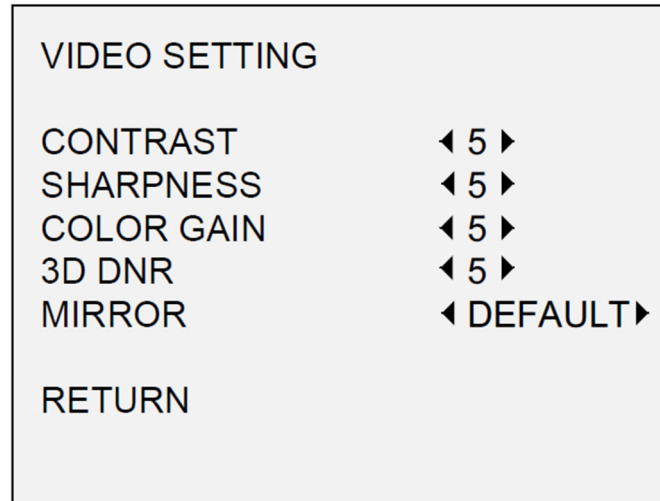 VIDEO SETTING
CONTRAST ◀ 5 ▶
SHARPNESS ◀ 5 ▶
COLOR GAIN ◀ 5 ▶
3D DNR ◀ 5 ▶
MIRROR ◀ DEFAULT ▶
RETURN